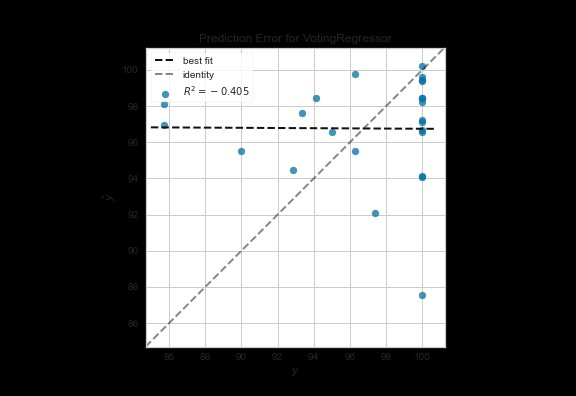 Prediction Error for VotingRegressor
best fit
identity
R² = −0.405
100
98
96
94
92
90
88
86
ŷ
86 88 90 92 94 96 98 100
y